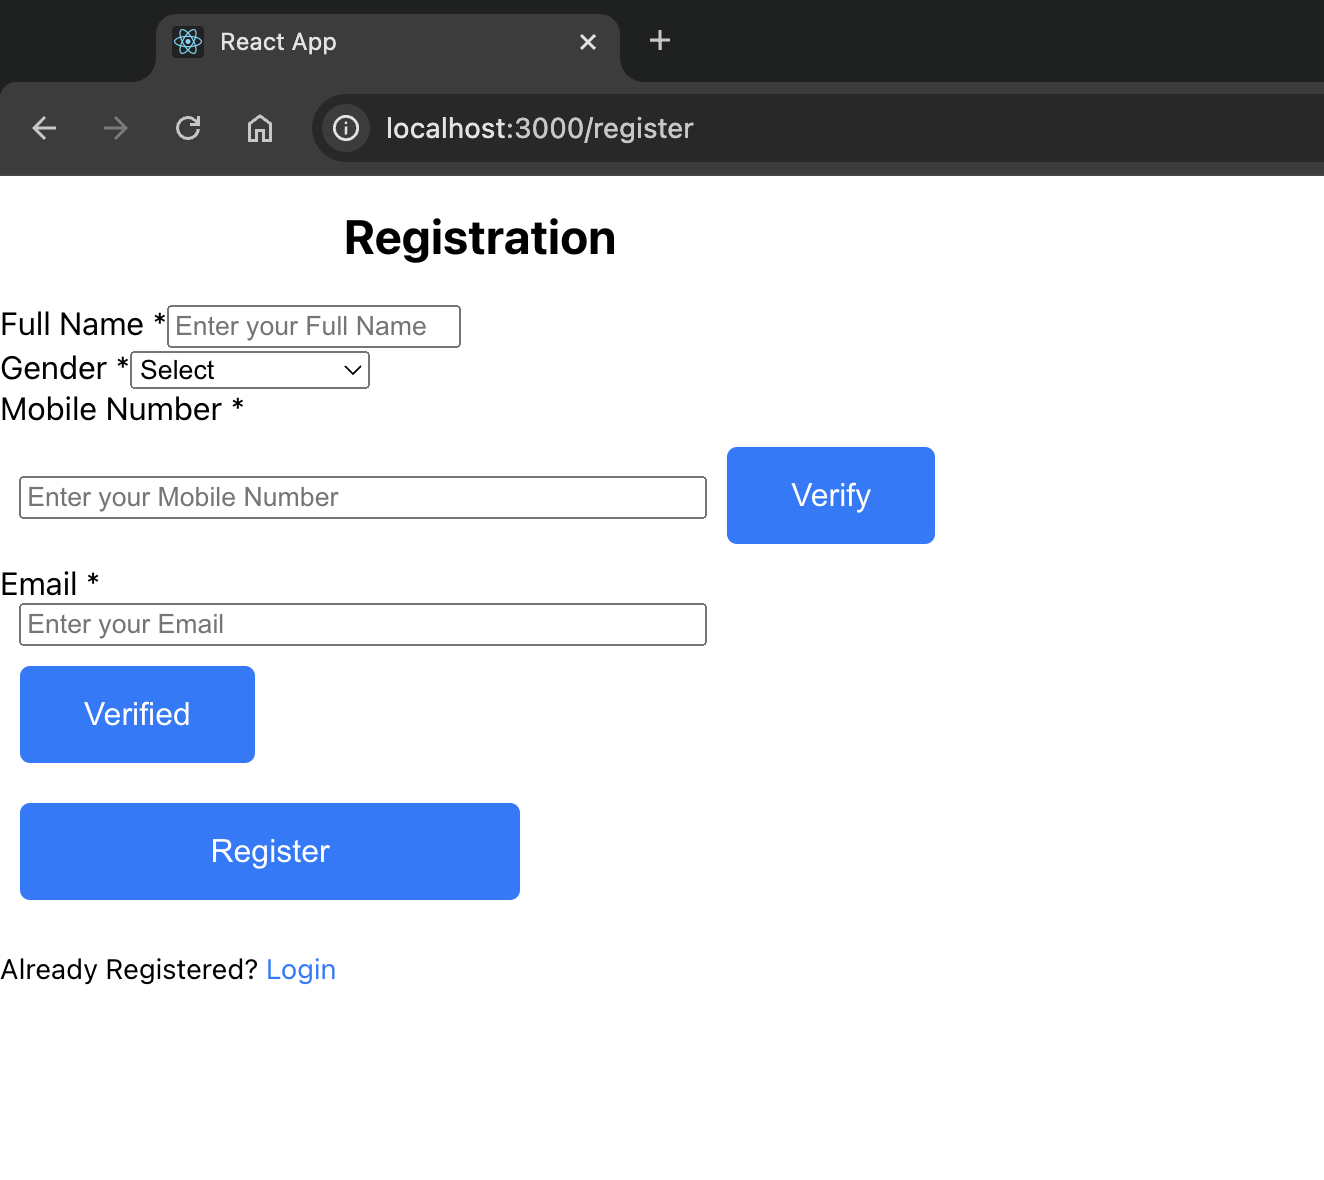 React App
localhost:3000/register
Registration
Full Name * Enter your Full Name
Gender * Select
Mobile Number *
Enter your Mobile Number Verify
Email *
Enter your Email
Verified
Register
Already Registered? Login